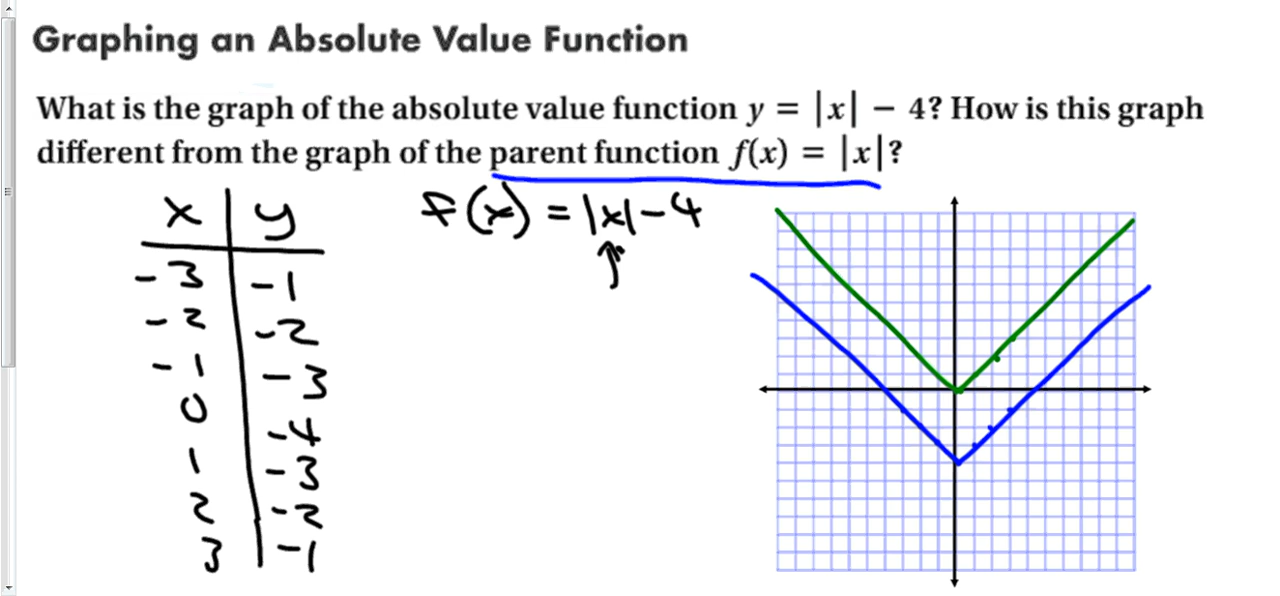 Graphing an Absolute Value Function
What is the graph of the absolute value function y = |x| − 4? How is this graph
different from the graph of the parent function f(x) = |x|?
x | y
-3 | -1
-2 | -2
-1 | -3
0 | -4
1 | -3
2 | -2
3 | -1
f(x) = |x| - 4